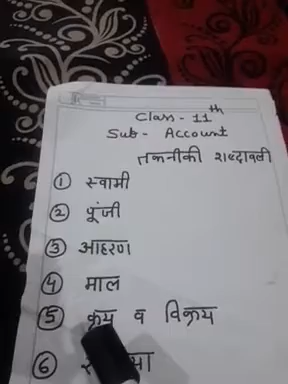 Class - 11th
Sub - Account
तकनीकी शब्दावली
① स्वामी
② पूंजी
③ आहरण
④ माल
⑤ क्रय व विक्रय
⑥